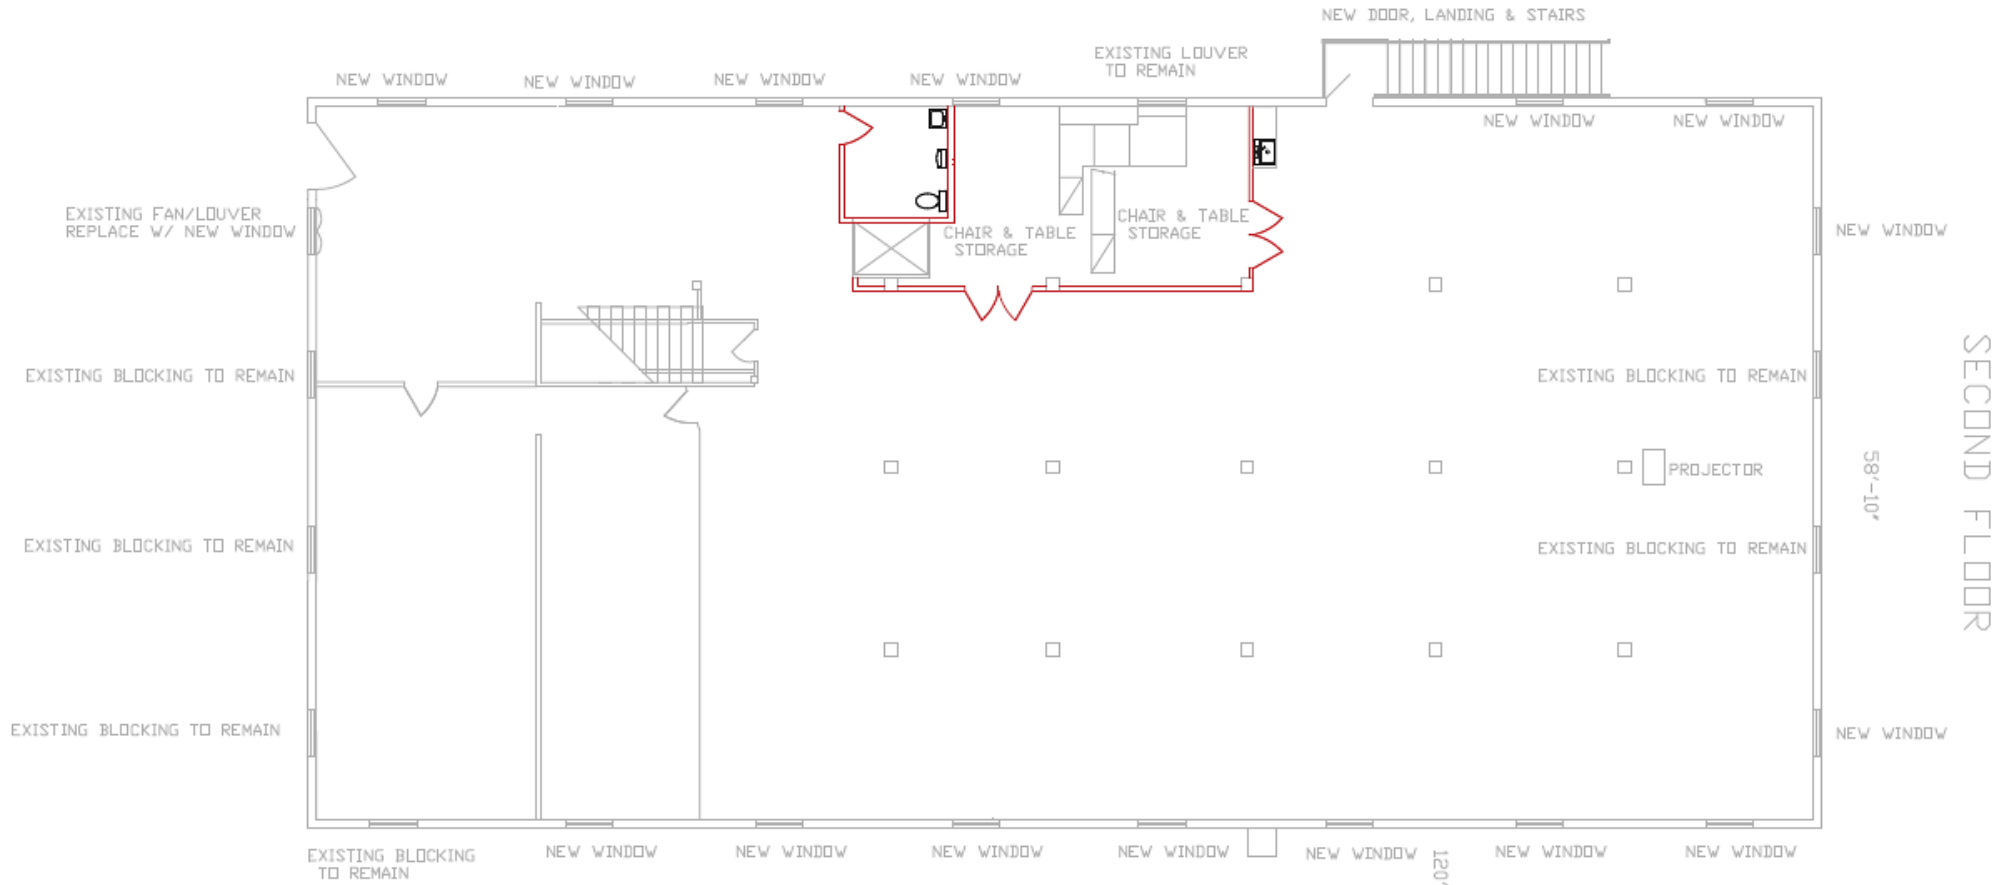 NEW DOOR, LANDING & STAIRS
EXISTING LOUVER
TO REMAIN
NEW WINDOW
NEW WINDOW
NEW WINDOW
NEW WINDOW
NEW WINDOW
NEW WINDOW
EXISTING FAN/LOUVER
REPLACE W/ NEW WINDOW
CHAIR & TABLE
STORAGE
CHAIR & TABLE
STORAGE
NEW WINDOW
EXISTING BLOCKING TO REMAIN
EXISTING BLOCKING TO REMAIN
SECOND FLOOR
PROJECTOR
58'-10"
EXISTING BLOCKING TO REMAIN
EXISTING BLOCKING TO REMAIN
EXISTING BLOCKING TO REMAIN
NEW WINDOW
EXISTING BLOCKING
TO REMAIN
NEW WINDOW
NEW WINDOW
NEW WINDOW
NEW WINDOW
NEW WINDOW
NEW WINDOW
NEW WINDOW
120'